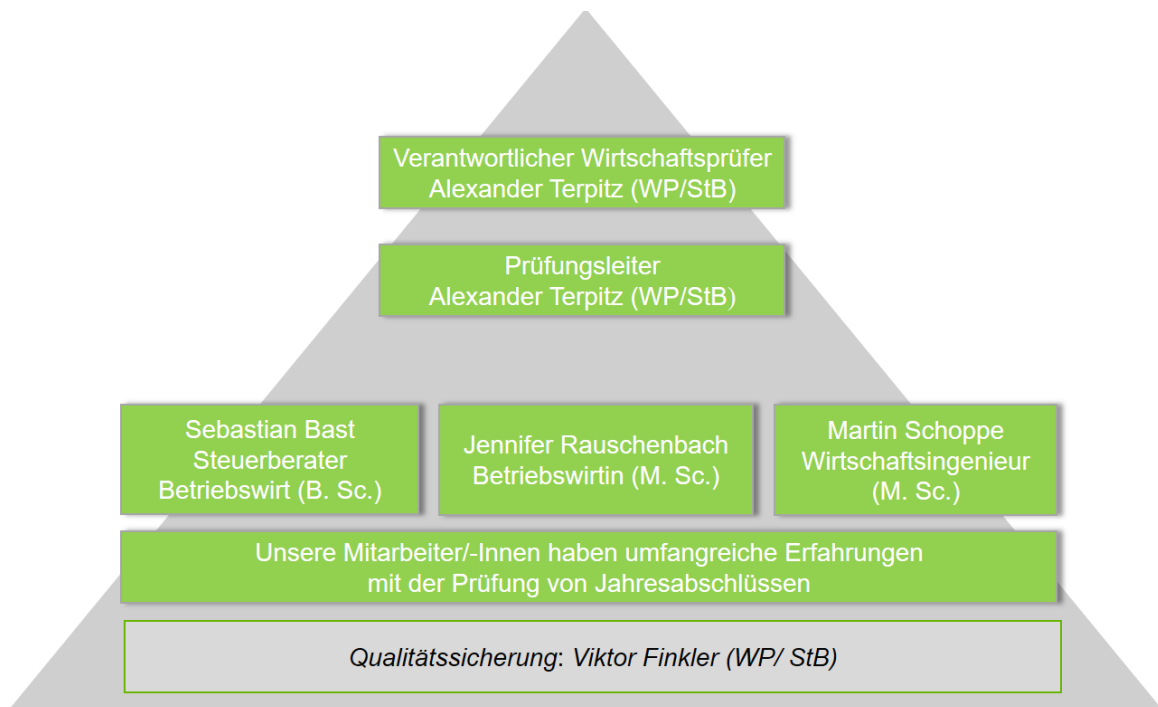 Verantwortlicher Wirtschaftsprüfer
Alexander Terpitz (WP/StB)
Prüfungsleiter
Alexander Terpitz (WP/StB)
Sebastian Bast
Steuerberater
Betriebswirt (B. Sc.)
Jennifer Rauschenbach
Betriebswirtin (M. Sc.)
Martin Schoppe
Wirtschaftsingenieur
(M. Sc.)
Unsere Mitarbeiter/-Innen haben umfangreiche Erfahrungen
mit der Prüfung von Jahresabschlüssen
Qualitätssicherung: Viktor Finkler (WP/ StB)